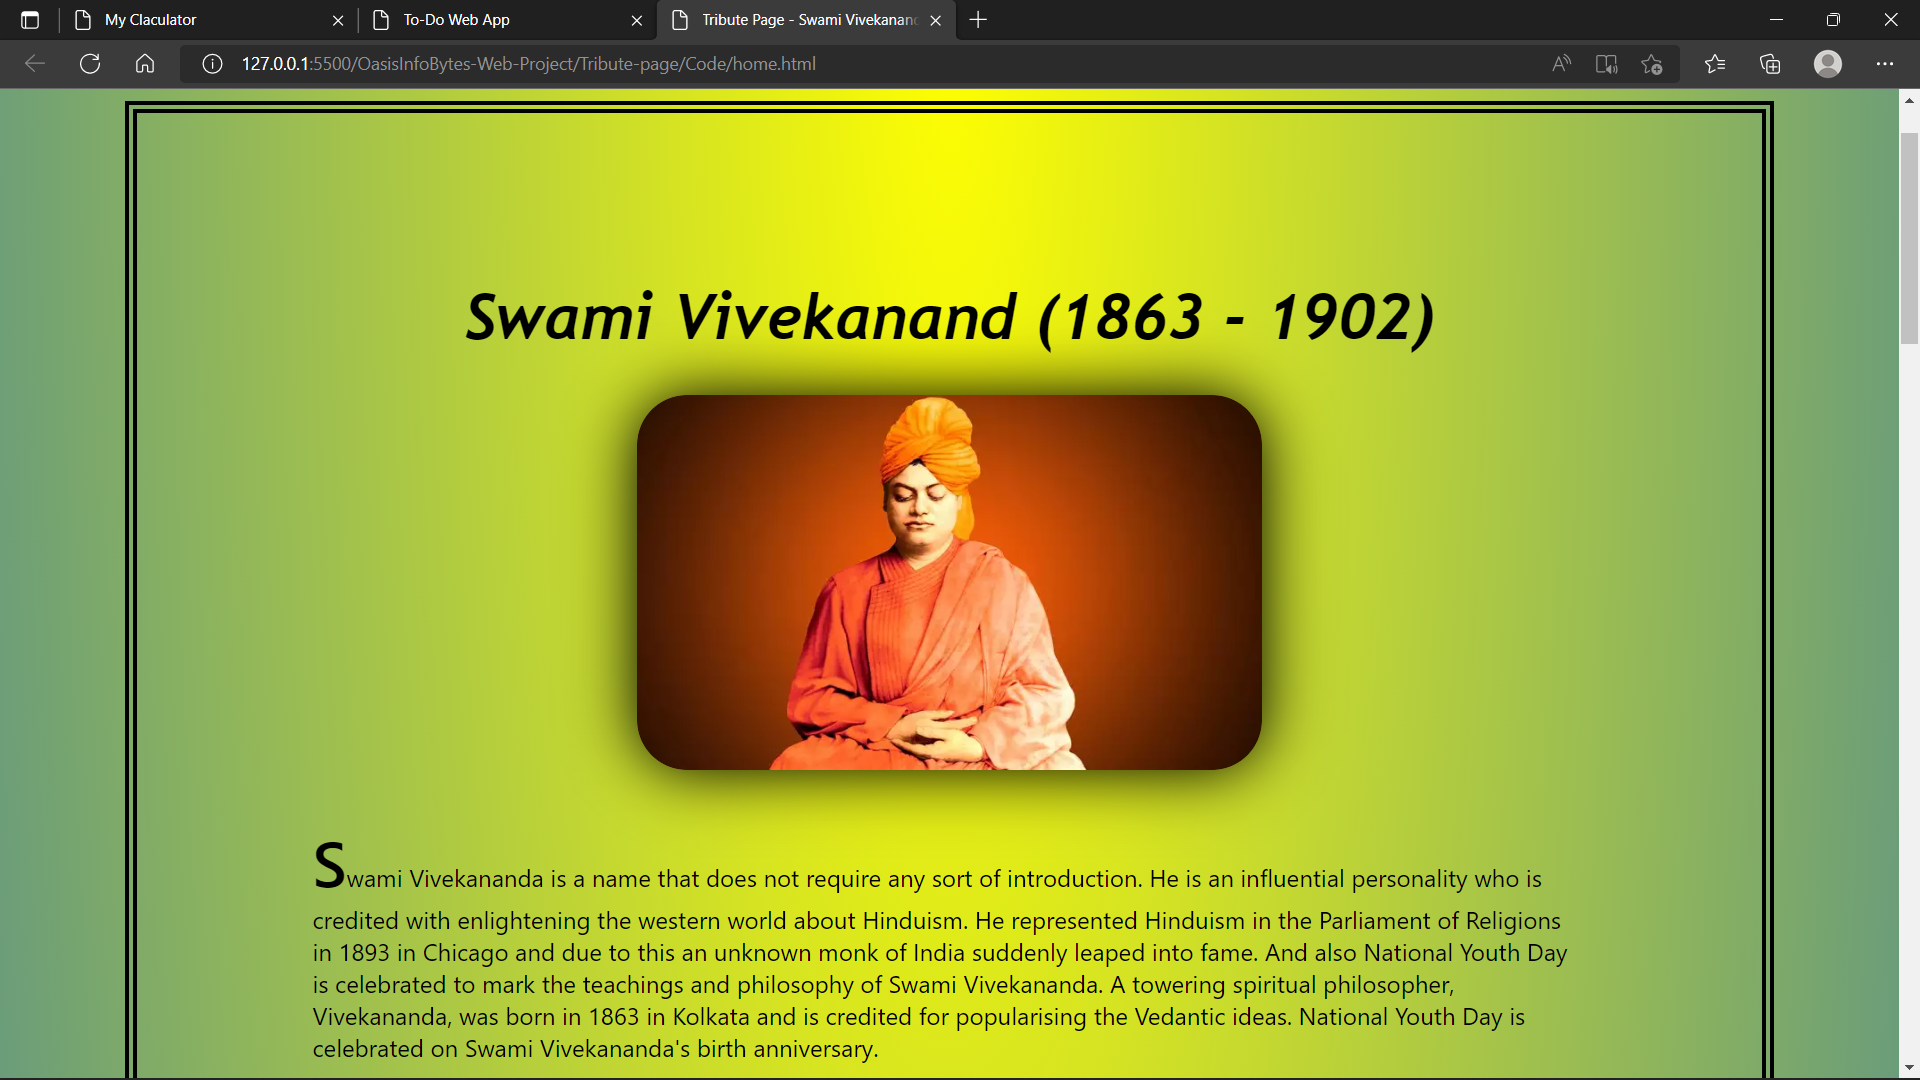 My Claculator
To-Do Web App
Tribute Page - Swami Vivekanan
127.0.0.1:5500/OasisInfoBytes-Web-Project/Tribute-page/Code/home.html
Swami Vivekanand (1863 - 1902)
Swami Vivekananda is a name that does not require any sort of introduction. He is an influential personality who is
credited with enlightening the western world about Hinduism. He represented Hinduism in the Parliament of Religions
in 1893 in Chicago and due to this an unknown monk of India suddenly leaped into fame. And also National Youth Day
is celebrated to mark the teachings and philosophy of Swami Vivekananda. A towering spiritual philosopher,
Vivekananda, was born in 1863 in Kolkata and is credited for popularising the Vedantic ideas. National Youth Day is
celebrated on Swami Vivekananda's birth anniversary.